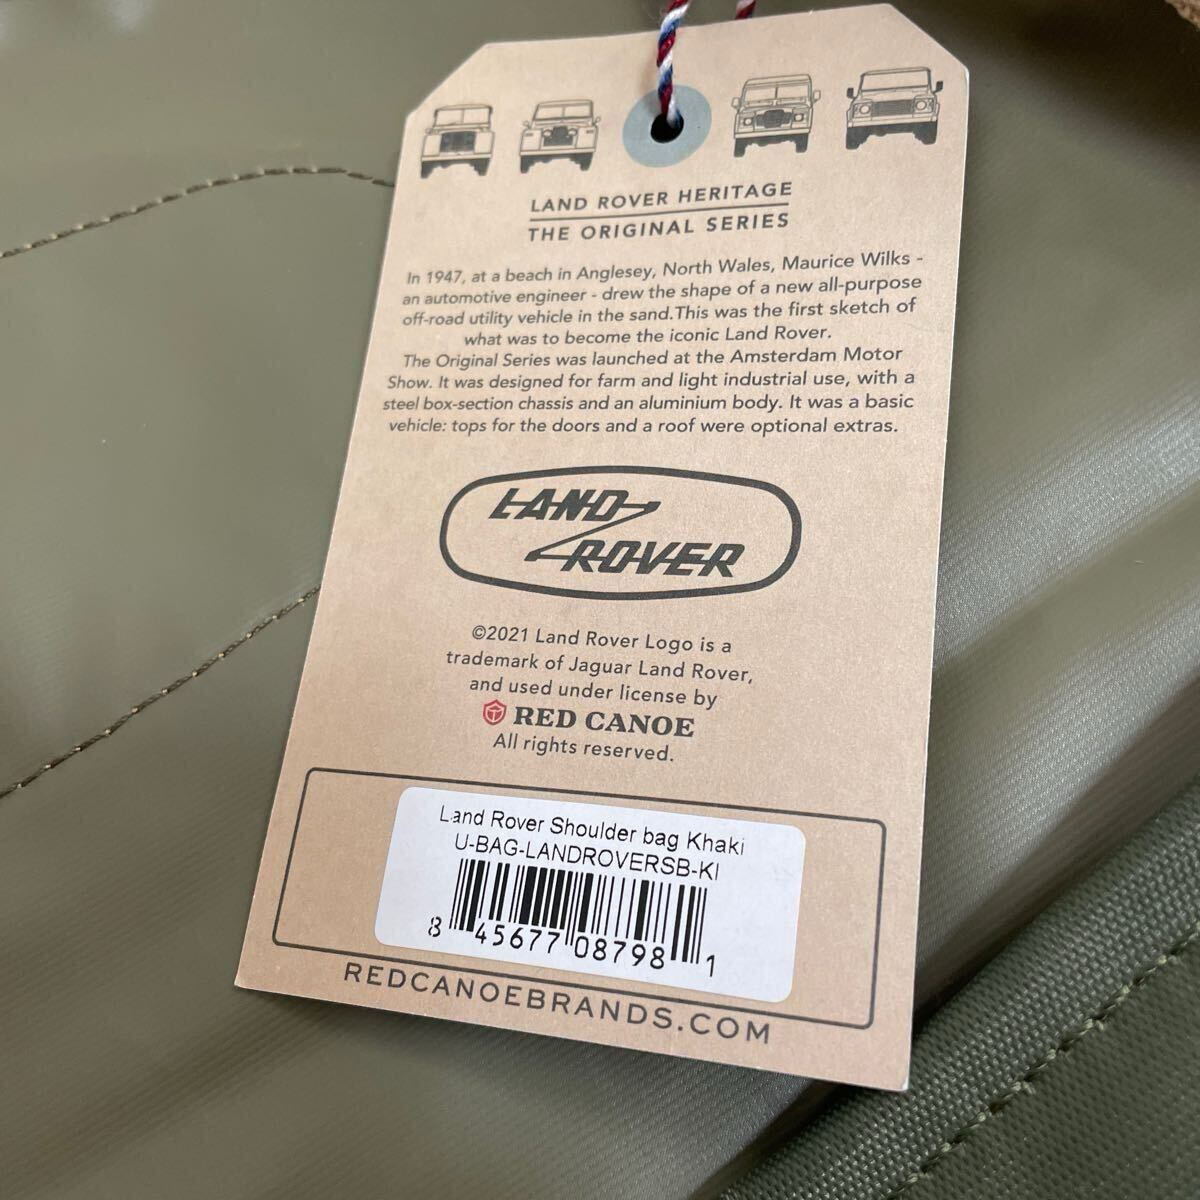 LAND ROVER HERITAGE
THE ORIGINAL SERIES
In 1947, at a beach in Anglesey, North Wales, Maurice Wilks -
an automotive engineer - drew the shape of a new all-purpose
off-road utility vehicle in the sand.This was the first sketch of
what was to become the iconic Land Rover.
The Original Series was launched at the Amsterdam Motor
Show. It was designed for farm and light industrial use, with a
steel box-section chassis and an aluminium body. It was a basic
vehicle: tops for the doors and a roof were optional extras.
LAND
ROVER
©2021 Land Rover Logo is a
trademark of Jaguar Land Rover,
and used under license by
RED CANOE
All rights reserved.
Land Rover Shoulder bag Khaki
U-BAG-LANDROVERSB-KI
8 45677 08798 1
REDCANOEBRANDS.COM